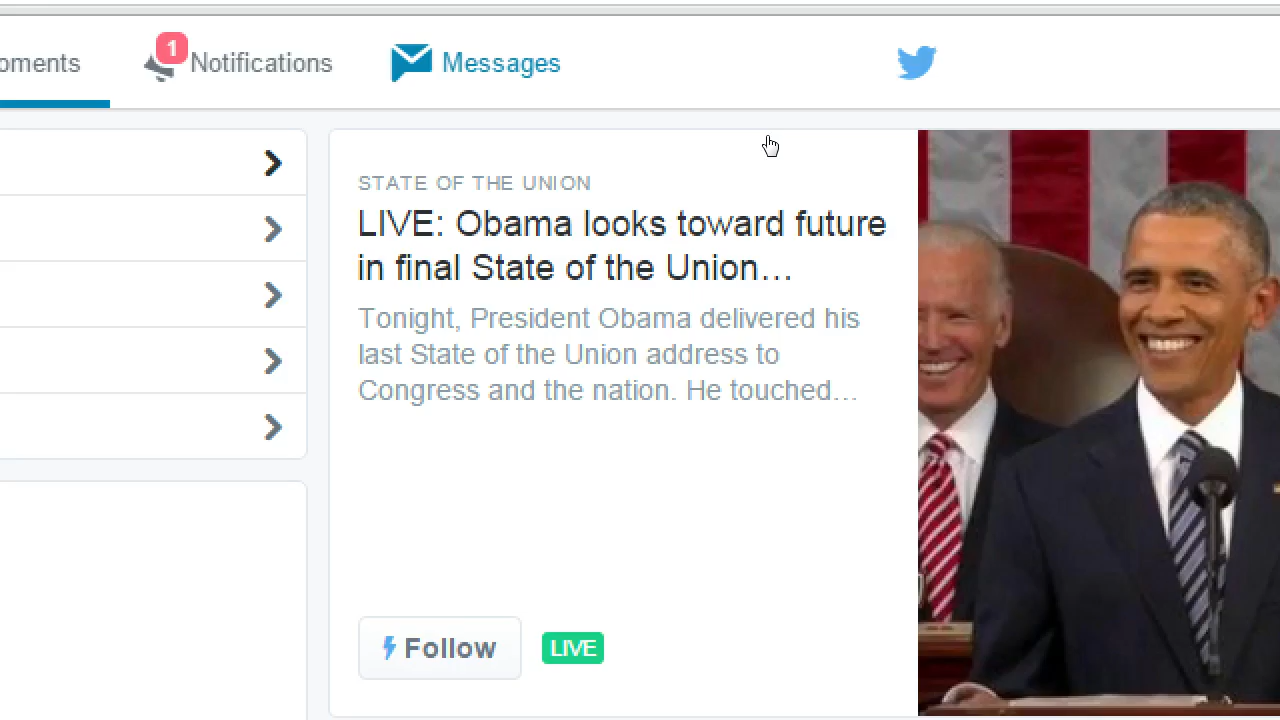 oments
1
Notifications
Messages
STATE OF THE UNION
LIVE: Obama looks toward future
in final State of the Union...
Tonight, President Obama delivered his
last State of the Union address to
Congress and the nation. He touched...
Follow
LIVE